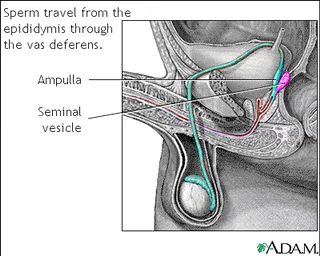 Sperm travel from the
epididymis through
the vas deferens.
Ampulla
Seminal
vesicle
A.D.A.M.